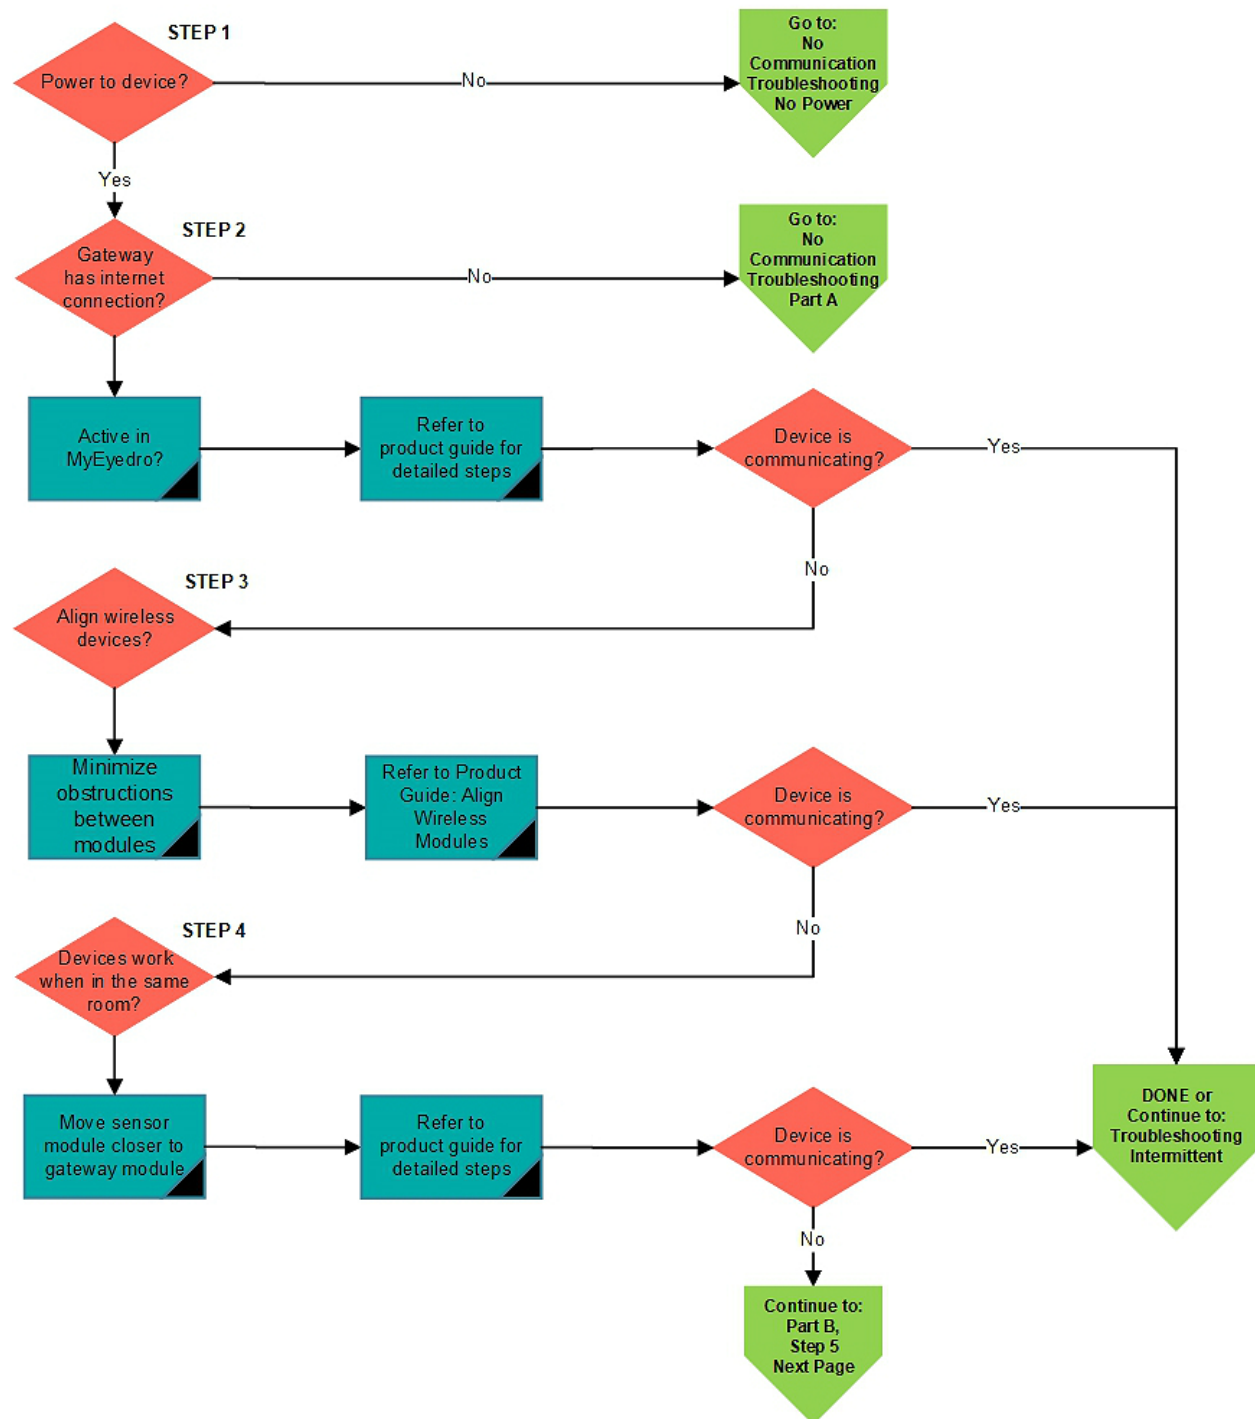 STEP 1
Power to device?
No
Go to:
No
Communication
Troubleshooting
No Power
Yes
STEP 2
Gateway
has internet
connection?
No
Go to:
No
Communication
Troubleshooting
Part A
Active in
MyEyedro?
Refer to
product guide for
detailed steps
Device is
communicating?
Yes
No
STEP 3
Align wireless
devices?
Minimize
obstructions
between
modules
Refer to Product
Guide: Align
Wireless
Modules
Device is
communicating?
Yes
No
STEP 4
Devices work
when in the same
room?
Move sensor
module closer to
gateway module
Refer to
product guide for
detailed steps
Device is
communicating?
Yes
DONE or
Continue to:
Troubleshooting
Intermittent
No
Continue to:
Part B,
Step 5
Next Page